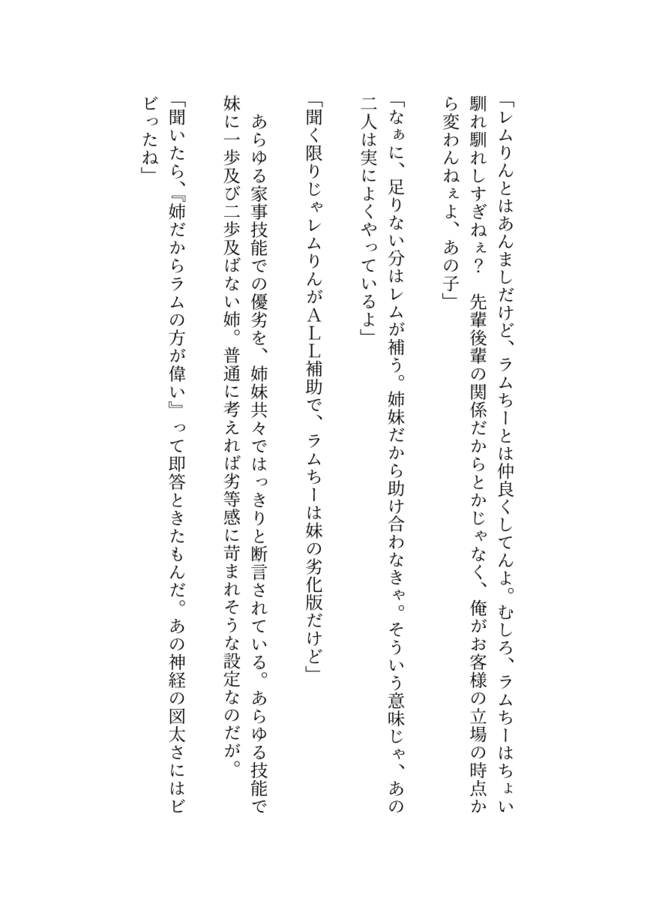 「レムりんとはあんましだけど、ラムちーとは仲良くしてんよ。むしろ、ラムちーはちょい
馴れ馴れしすぎねぇ？　先輩後輩の関係だからとかじゃなく、俺がお客様の立場の時点か
ら変わんねぇよ、あの子」
「なぁに、足りない分はレムが補う。姉妹だから助け合わなきゃ。そういう意味じゃ、あの
二人は実によくやっているよ」
「聞く限りじゃレムりんがＡＬＬ補助で、ラムちーは妹の劣化版だけど」
　あらゆる家事技能での優劣を、姉妹共々ではっきりと断言されている。あらゆる技能で
妹に一歩及び二歩及ばない姉。普通に考えれば劣等感に苛まれそうな設定なのだが。
「聞いたら、『姉だからラムの方が偉い』って即答ときたもんだ。あの神経の図太さにはビ
ビったね」